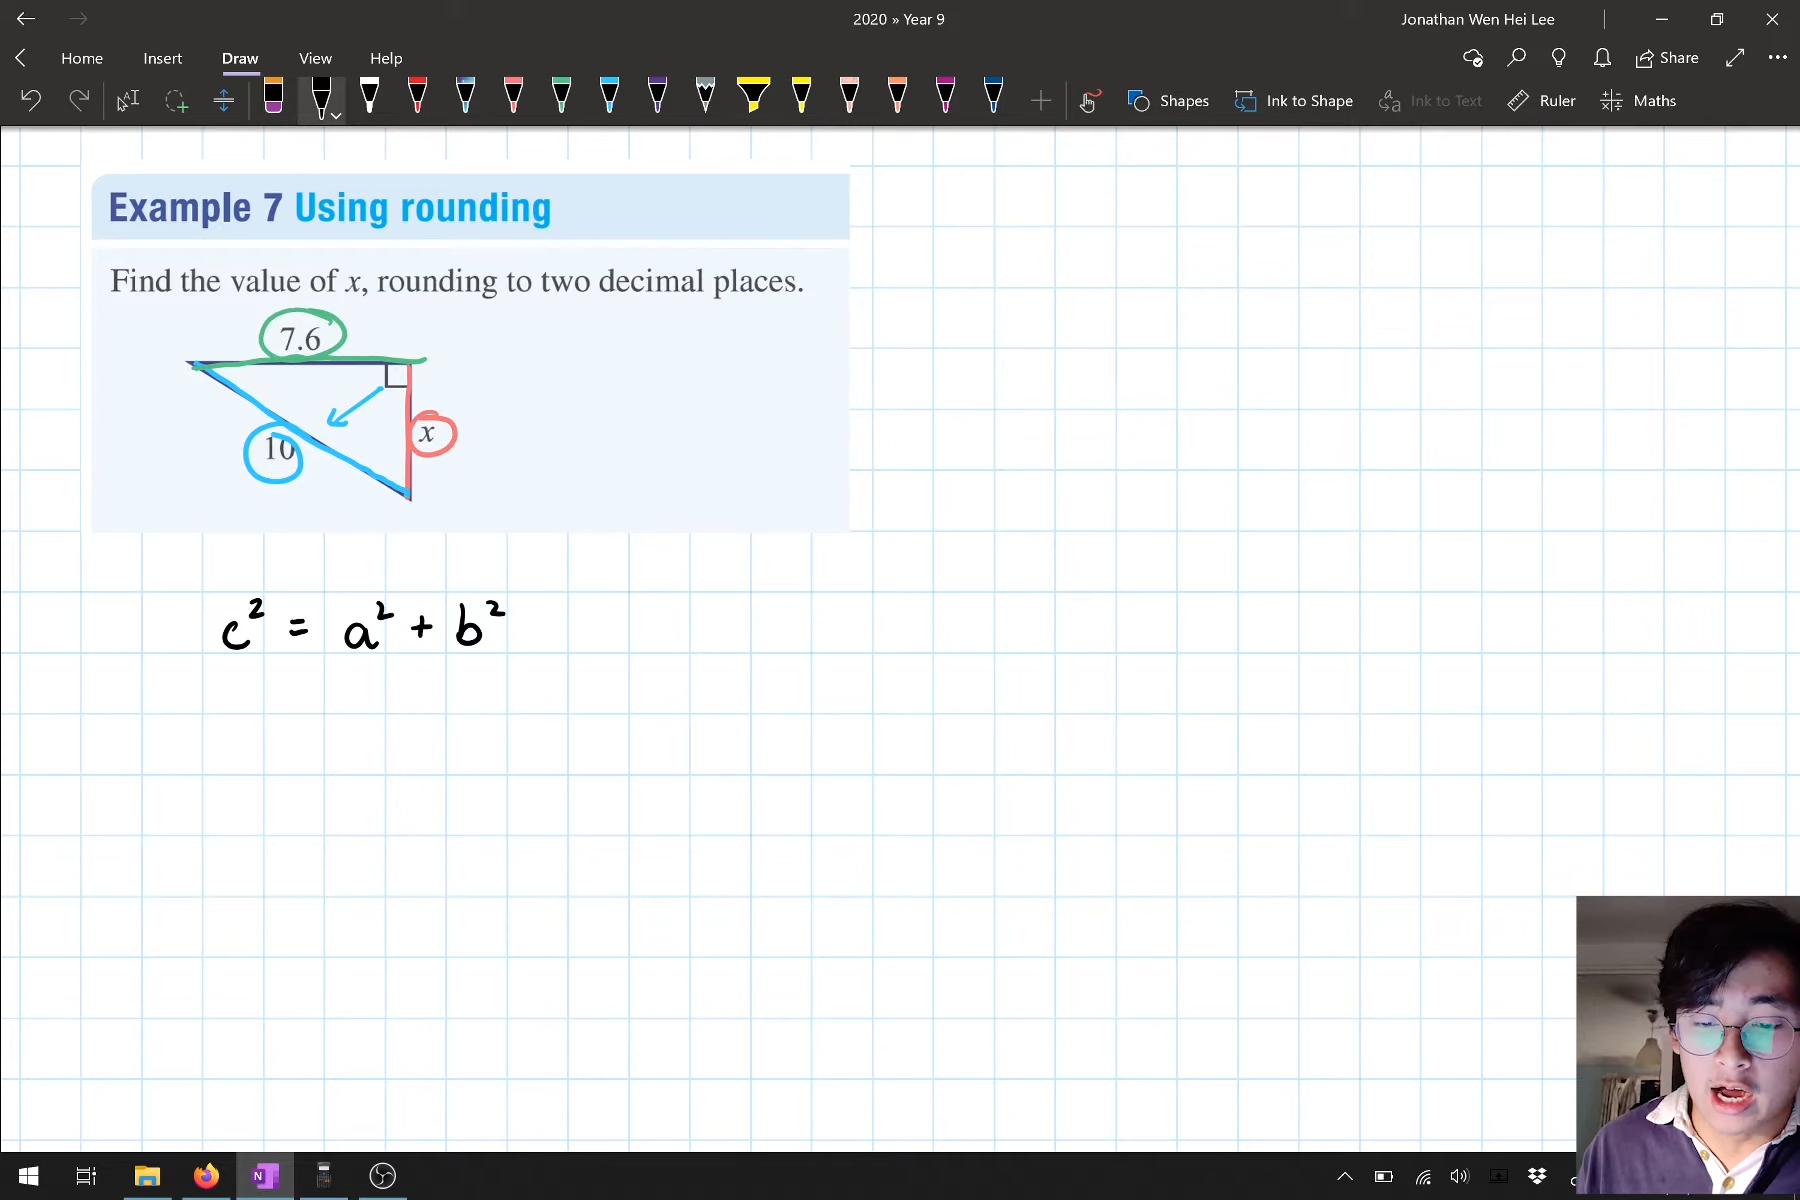 2020 » Year 9
Jonathan Wen Hei Lee
Home Insert Draw View Help
Share
Shapes Ink to Shape Ink to Text Ruler Maths
Example 7 Using rounding
Find the value of x, rounding to two decimal places.
7.6
x
10
c² = a² + b²